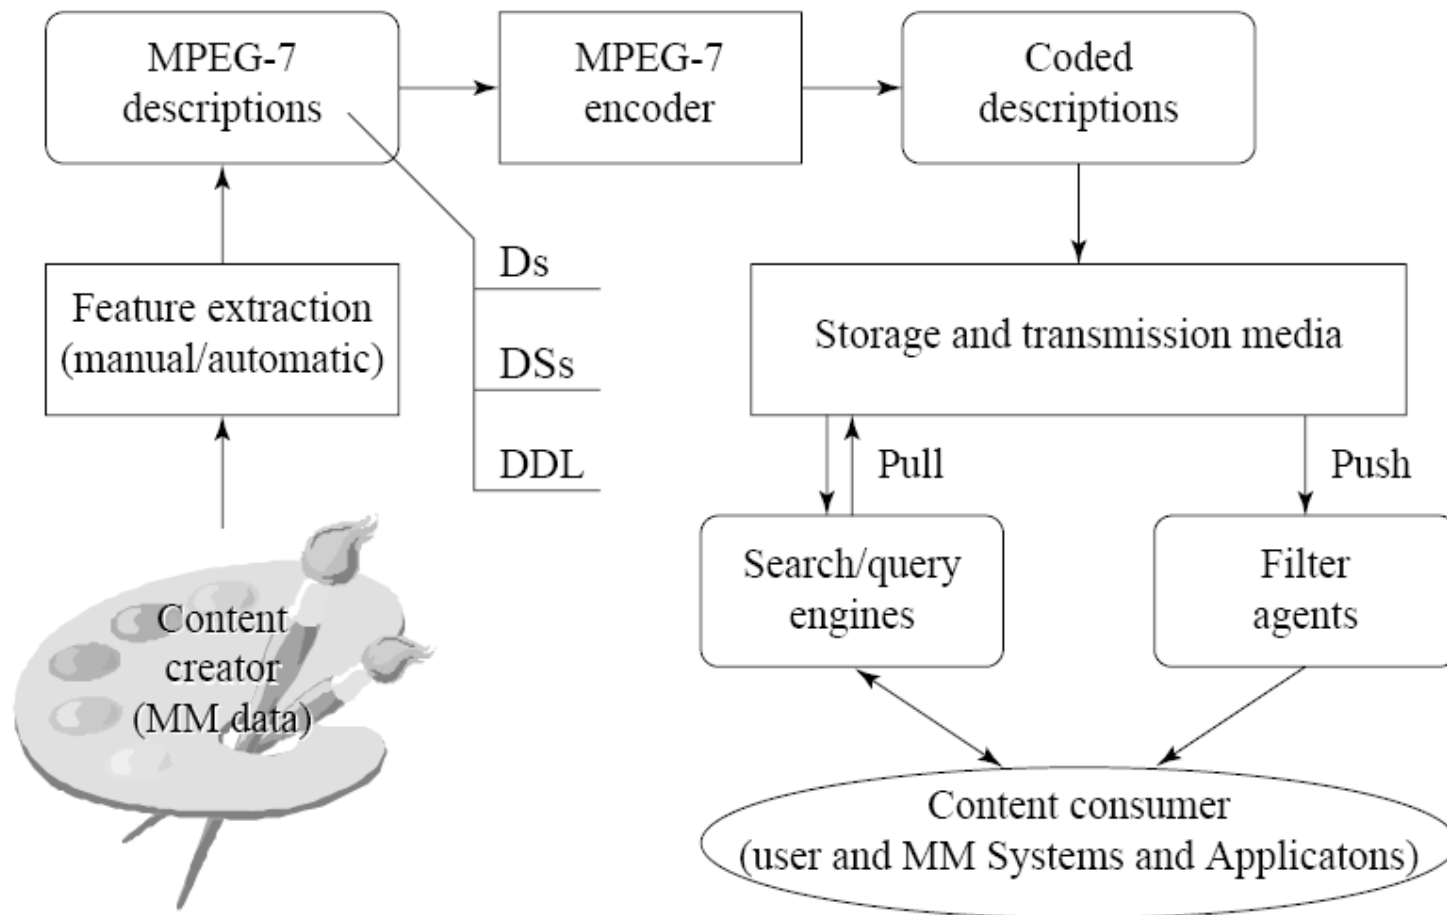 MPEG-7
descriptions
MPEG-7
encoder
Coded
descriptions
Ds
DSs
DDL
Feature extraction
(manual/automatic)
Storage and transmission media
Pull
Push
Content
creator
(MM data)
Search/query
engines
Filter
agents
Content consumer
(user and MM Systems and Applicatons)